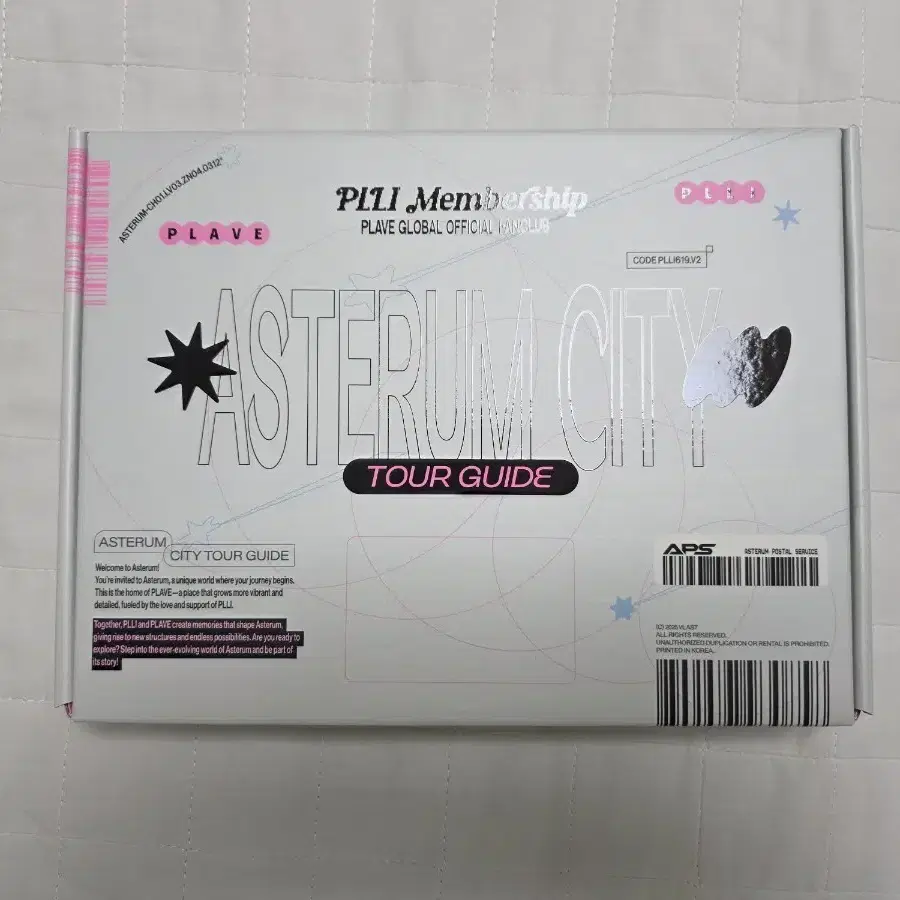 ASTERUM-CH01.LV03.ZN04.0312*
PLAVE
PLLI Membership
PLAVE GLOBAL OFFICIAL FANCLUB
PLLI
CODE PLLI619.V2
ASTERUM CITY
TOUR GUIDE
ASTERUM
CITY TOUR GUIDE
Welcome to Asterum!
You're invited to Asterum, a unique world where your journey begins.
This is the home of PLAVE—a place that grows more vibrant and
detailed, fueled by the love and support of PLLI.
Together, PLLI and PLAVE create memories that shape Asterum,
giving rise to new structures and endless possibilities. Are you ready to
explore? Step into the ever-evolving world of Asterum and be part of
its story!
APS
ASTERUM POSTAL SERVICE
(C) 2025 VLAST
ALL RIGHTS RESERVED.
UNAUTHORIZED DUPLICATION OR RENTAL IS PROHIBITED.
PRINTED IN KOREA.